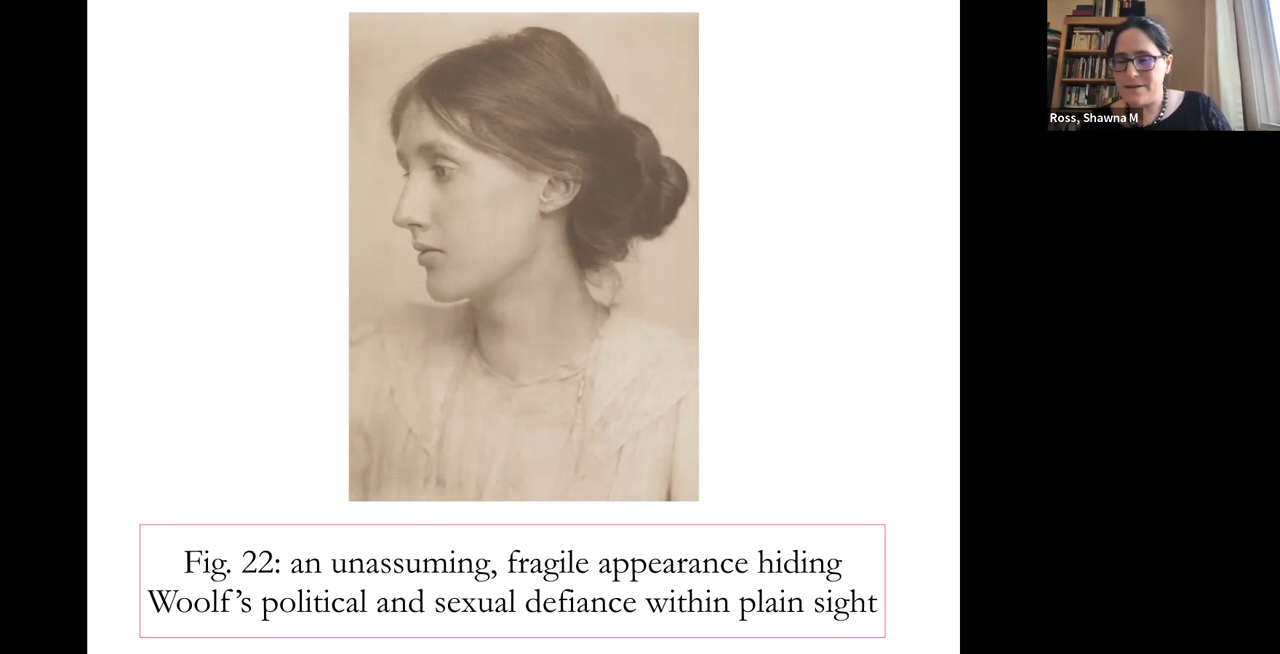 Ross, Shawna M
Fig. 22: an unassuming, fragile appearance hiding
Woolf’s political and sexual defiance within plain sight